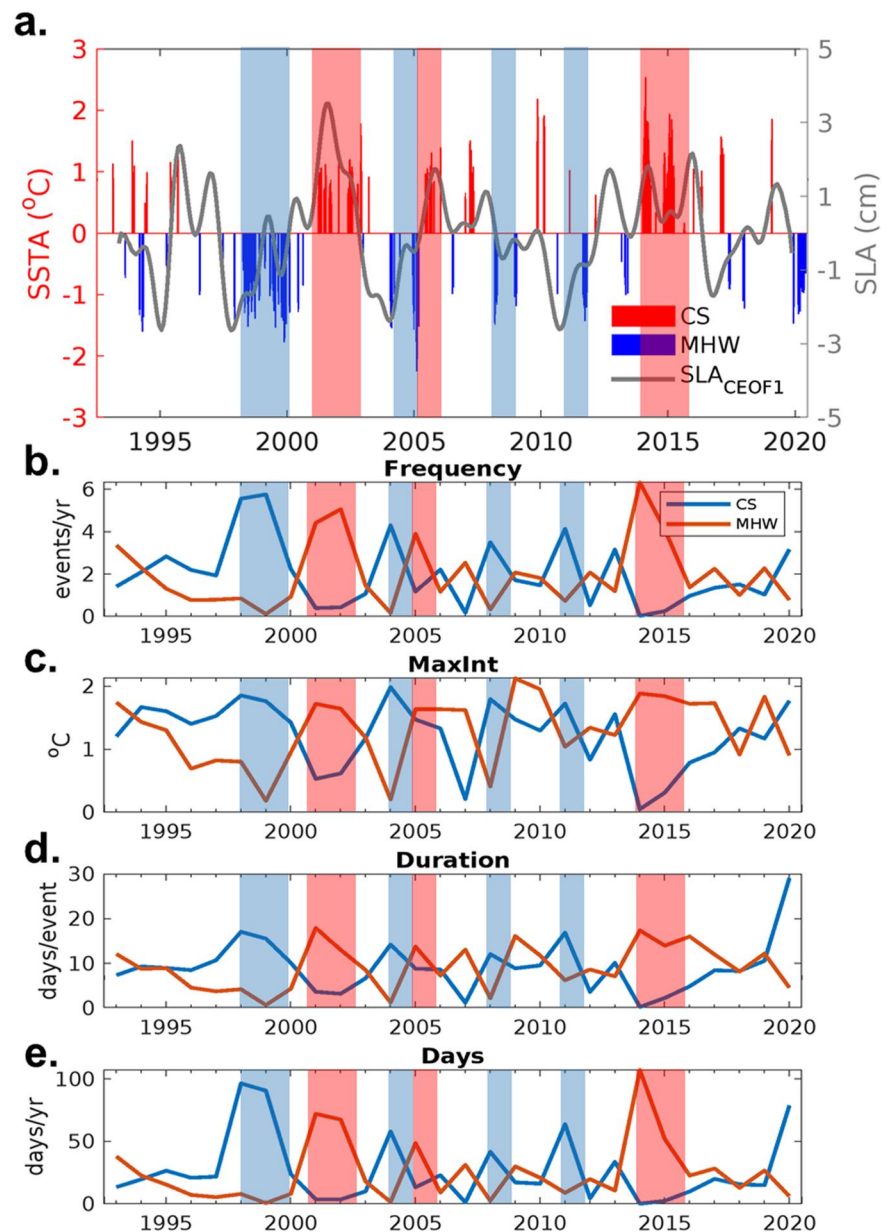 a.
3
2
1
0
-1
-2
-3
SSTA (°C)
5
3
1
-1
-3
-5
SLA (cm)
CS
MHW
SLA_CEOF1
1995 2000 2005 2010 2015 2020
b.
Frequency
6
4
2
0
events/yr
CS
MHW
1995 2000 2005 2010 2015 2020
c.
MaxInt
2
1
0
°C
1995 2000 2005 2010 2015 2020
d.
Duration
30
20
10
0
days/event
1995 2000 2005 2010 2015 2020
e.
Days
100
50
0
days/yr
1995 2000 2005 2010 2015 2020